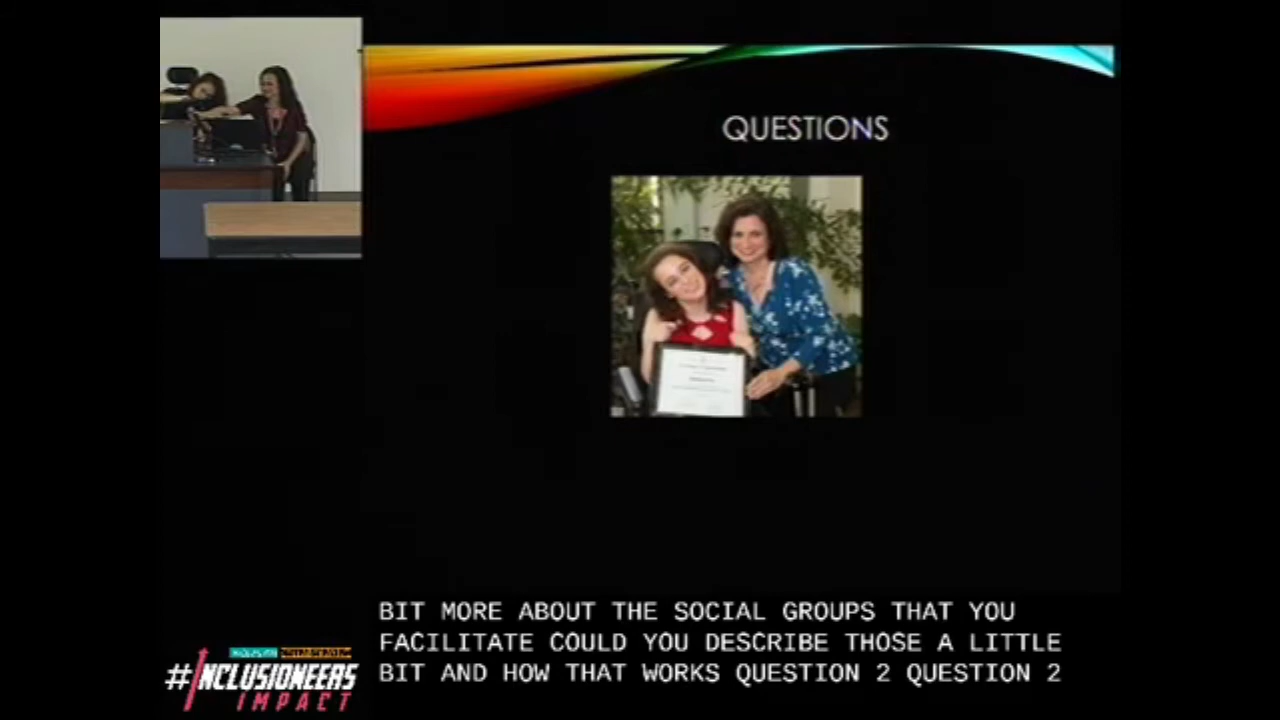 QUESTIONS
BIT MORE ABOUT THE SOCIAL GROUPS THAT YOU
FACILITATE COULD YOU DESCRIBE THOSE A LITTLE
BIT AND HOW THAT WORKS QUESTION 2 QUESTION 2
#INCLUSIONEERS
IMPACT